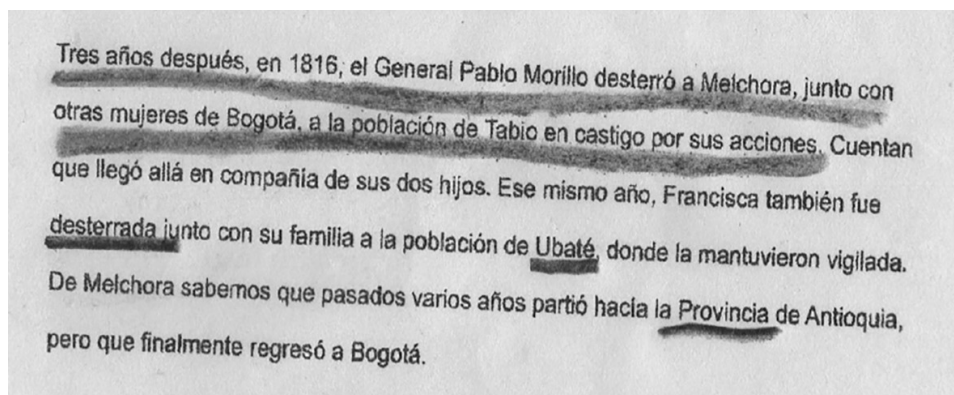 Tres años después, en 1816, el General Pablo Morillo desterró a Melchora, junto con
otras mujeres de Bogotá, a la población de Tabio en castigo por sus acciones. Cuentan
que llegó allá en compañía de sus dos hijos. Ese mismo año, Francisca también fue
desterrada junto con su familia a la población de Ubaté, donde la mantuvieron vigilada.
De Melchora sabemos que pasados varios años partió hacía la Provincia de Antioquia,
pero que finalmente regresó a Bogotá.